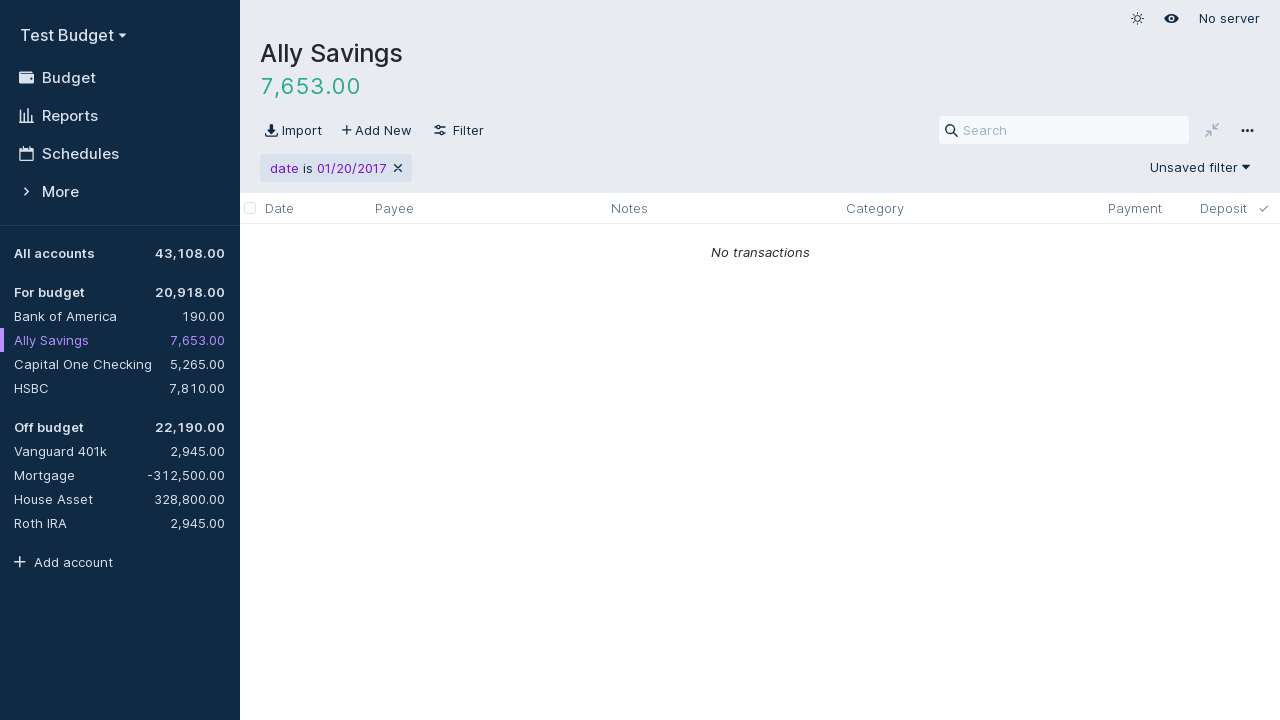 Test Budget
Budget
Reports
Schedules
More
All accounts 43,108.00
For budget 20,918.00
Bank of America 190.00
Ally Savings 7,653.00
Capital One Checking 5,265.00
HSBC 7,810.00
Off budget 22,190.00
Vanguard 401k 2,945.00
Mortgage -312,500.00
House Asset 328,800.00
Roth IRA 2,945.00
Add account
No server
Ally Savings
7,653.00
Import Add New Filter Search
date is 01/20/2017 Unsaved filter
Date Payee Notes Category Payment Deposit
No transactions